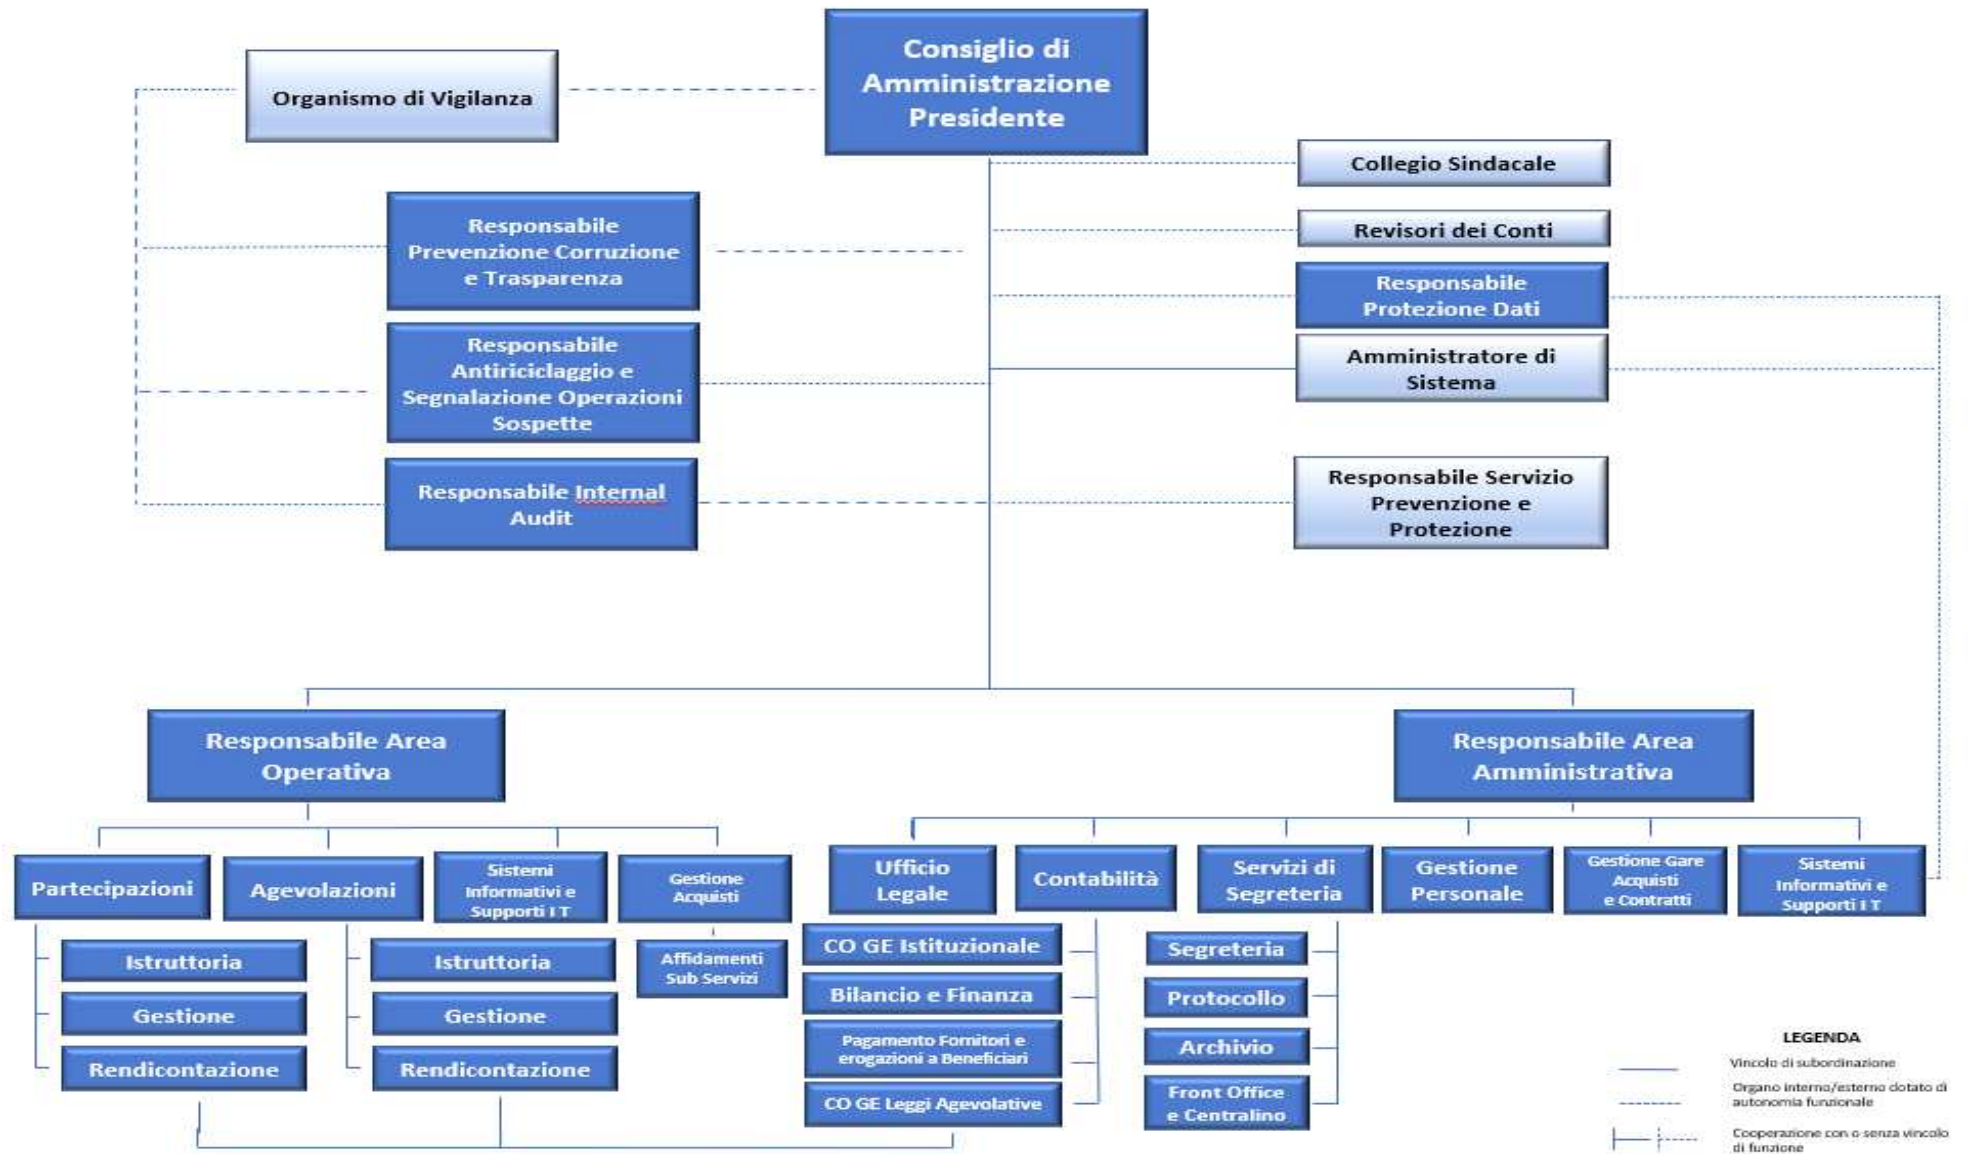 Consiglio di
Amministrazione
Presidente
Organismo di Vigilanza
Collegio Sindacale
Responsabile
Prevenzione Corruzione
e Trasparenza
Revisori dei Conti
Responsabile
Protezione Dati
Responsabile
Antiriciclaggio e
Segnalazione Operazioni
Sospette
Amministratore di
Sistema
Responsabile Internal
Audit
Responsabile Servizio
Prevenzione e
Protezione
Responsabile Area
Operativa
Responsabile Area
Amministrativa
Partecipazioni
Agevolazioni
Sistemi
Informativi e
Supporti I T
Gestione
Acquisti
Ufficio
Legale
Contabilità
Servizi di
Segreteria
Gestione
Personale
Gestione Gare
Acquisti
e Contratti
Sistemi
Informativi e
Supporti I T
Istruttoria
Gestione
Rendicontazione
Istruttoria
Gestione
Rendicontazione
Affidamenti
Sub Servizi
CO GE Istituzionale
Bilancio e Finanza
Pagamento Fornitori e
erogazioni a Beneficiari
CO GE Leggi Agevolative
Segreteria
Protocollo
Archivio
Front Office
e Centralino
LEGENDA
Vincolo di subordinazione
Organo interno/esterno dotato di
autonomia funzionale
Cooperazione con o senza vincolo
di funzione